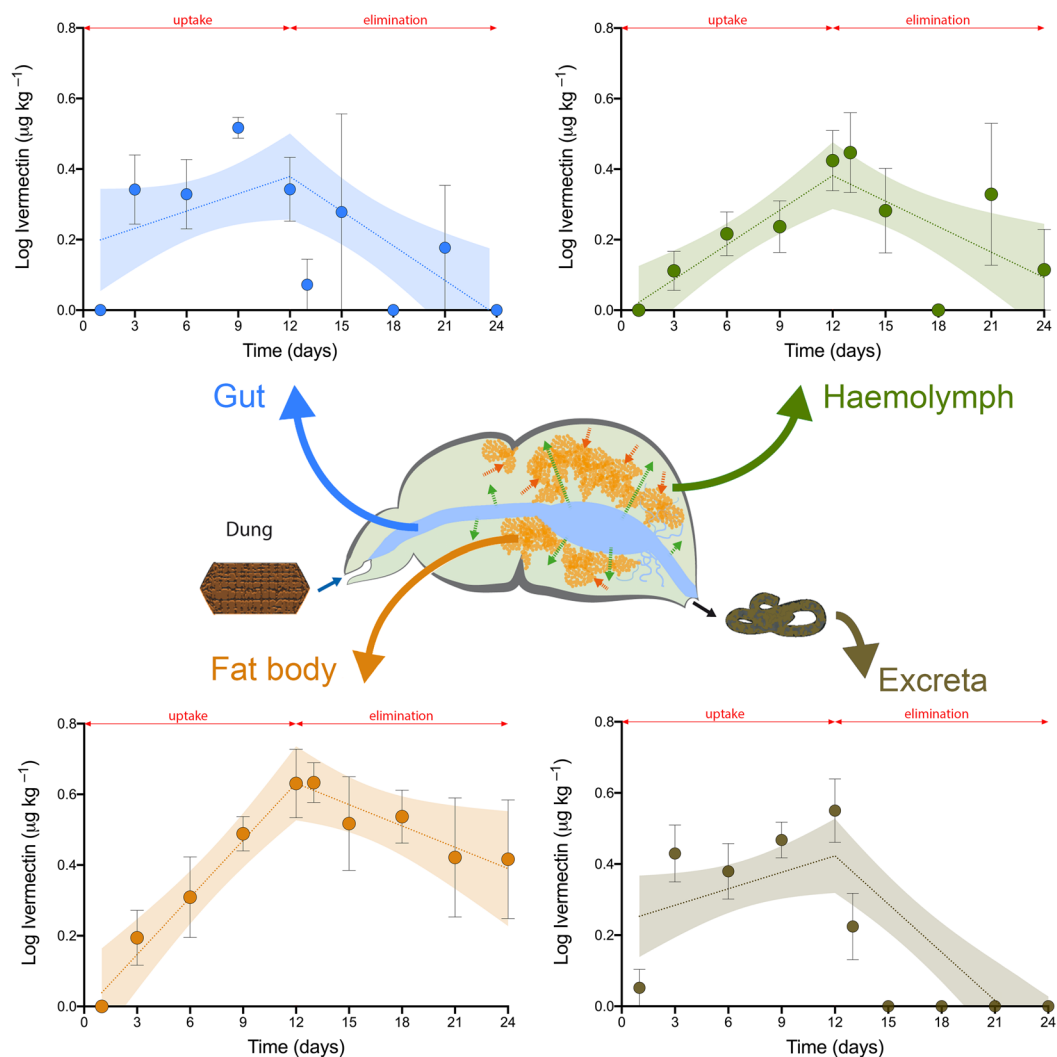 uptake elimination
0.8
0.6
0.4
0.2
0.0
Log Ivermectin (µg kg⁻¹)
0 3 6 9 12 15 18 21 24
Time (days)
uptake elimination
0.8
0.6
0.4
0.2
0.0
Log Ivermectin (µg kg⁻¹)
0 3 6 9 12 15 18 21 24
Time (days)
Gut
Haemolymph
Dung
Fat body
Excreta
uptake elimination
0.8
0.6
0.4
0.2
0.0
Log Ivermectin (µg kg⁻¹)
0 3 6 9 12 15 18 21 24
Time (days)
uptake elimination
0.8
0.6
0.4
0.2
0.0
Log Ivermectin (µg kg⁻¹)
0 3 6 9 12 15 18 21 24
Time (days)